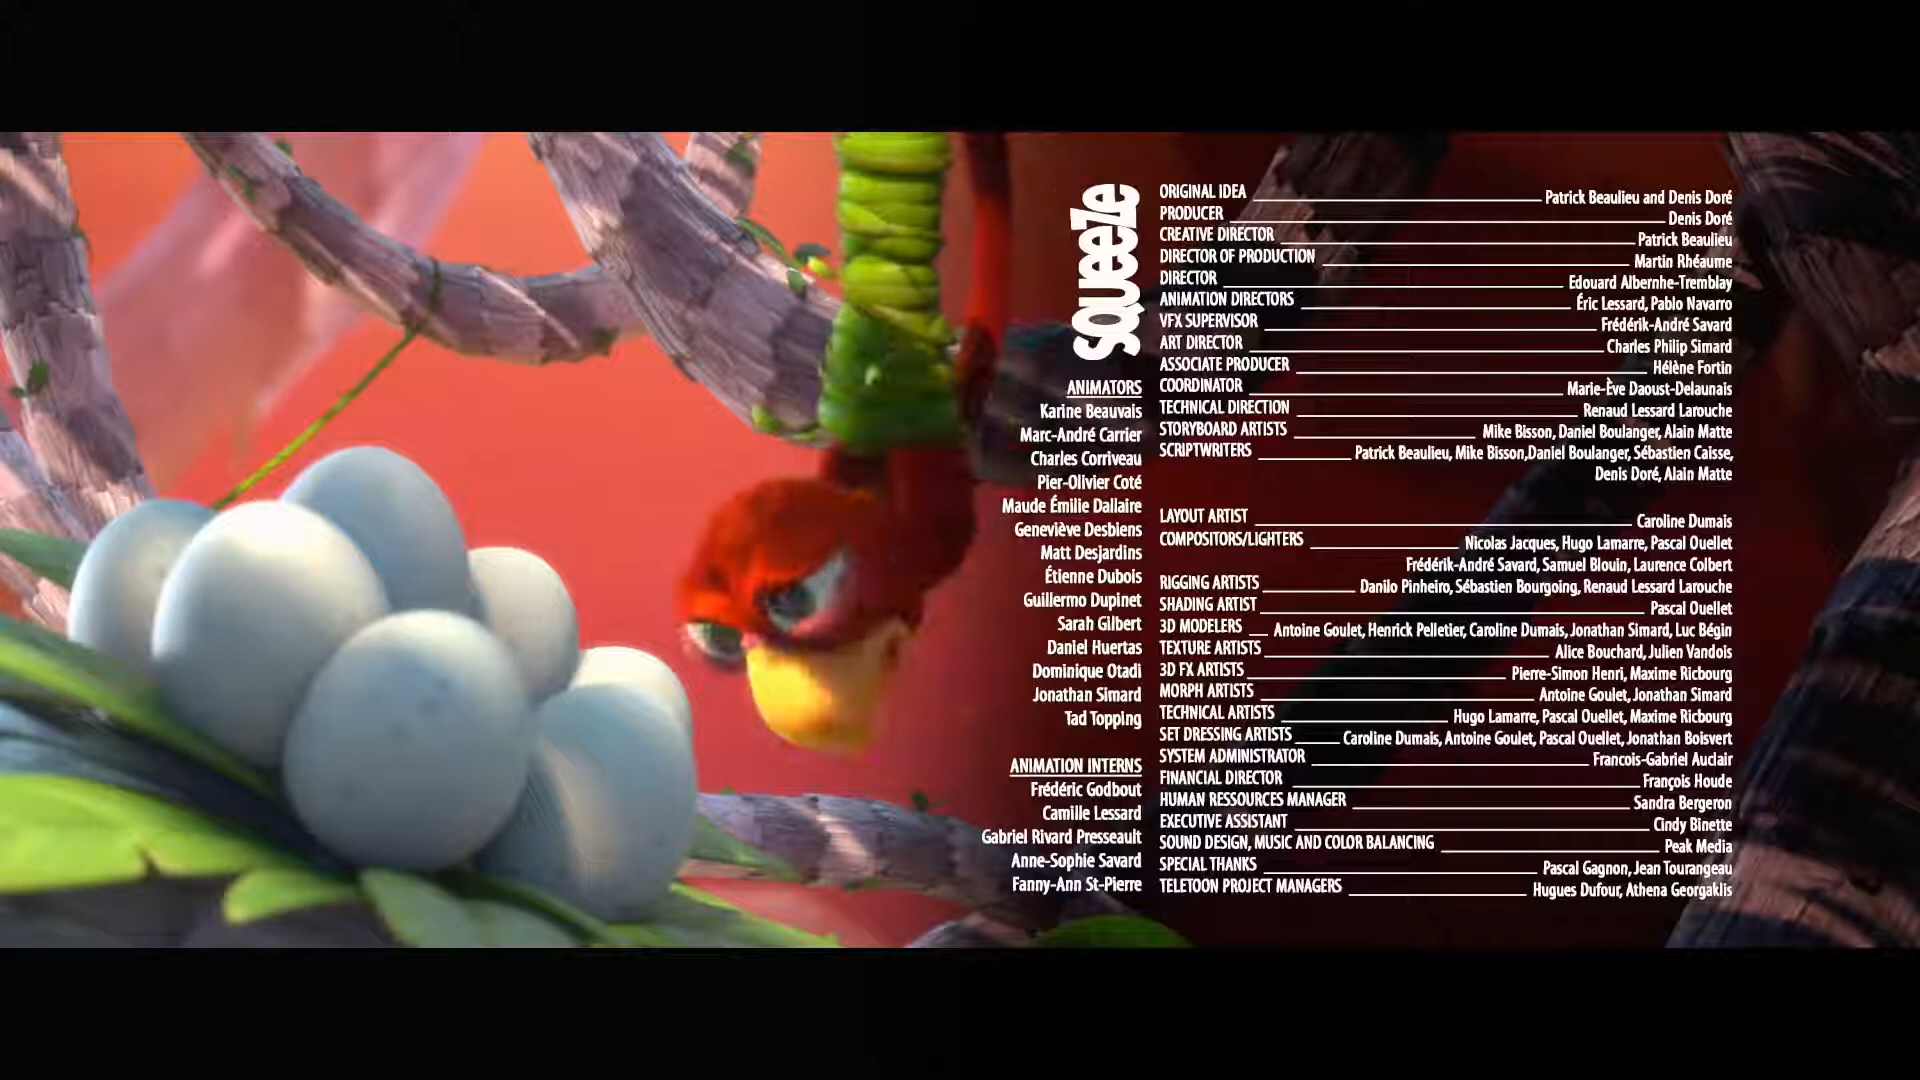 squeeze
ANIMATORS
Karine Beauvais
Marc-André Carrier
Charles Corriveau
Pier-Olivier Coté
Maude Émilie Dallaire
Geneviève Desbiens
Matt Desjardins
Étienne Dubois
Guillermo Dupinet
Sarah Gilbert
Daniel Huertas
Dominique Otadi
Jonathan Simard
Tad Topping
ANIMATION INTERNS
Frédéric Godbout
Camille Lessard
Gabriel Rivard Presseault
Anne-Sophie Savard
Fanny-Ann St-Pierre
ORIGINAL IDEA Patrick Beaulieu and Denis Doré
PRODUCER Denis Doré
CREATIVE DIRECTOR Patrick Beaulieu
DIRECTOR OF PRODUCTION Martin Rhéaume
DIRECTOR Edouard Albernhe-Tremblay
ANIMATION DIRECTORS Éric Lessard, Pablo Navarro
VFX SUPERVISOR Frédérik-André Savard
ART DIRECTOR Charles Philip Simard
ASSOCIATE PRODUCER Hélène Fortin
COORDINATOR Marie-Ève Daoust-Delaunais
TECHNICAL DIRECTION Renaud Lessard Larouche
STORYBOARD ARTISTS Mike Bisson, Daniel Boulanger, Alain Matte
SCRIPTWRITERS Patrick Beaulieu, Mike Bisson,Daniel Boulanger, Sébastien Caisse,
Denis Doré, Alain Matte
LAYOUT ARTIST Caroline Dumais
COMPOSITORS/LIGHTERS Nicolas Jacques, Hugo Lamarre, Pascal Ouellet
Frédérik-André Savard, Samuel Blouin, Laurence Colbert
RIGGING ARTISTS Danilo Pinheiro, Sébastien Bourgoing, Renaud Lessard Larouche
SHADING ARTIST Pascal Ouellet
3D MODELERS Antoine Goulet, Henrick Pelletier, Caroline Dumais, Jonathan Simard, Luc Bégin
TEXTURE ARTISTS Alice Bouchard, Julien Vandois
3D FX ARTISTS Pierre-Simon Henri, Maxime Ricbourg
MORPH ARTISTS Antoine Goulet, Jonathan Simard
TECHNICAL ARTISTS Hugo Lamarre, Pascal Ouellet, Maxime Ricbourg
SET DRESSING ARTISTS Caroline Dumais, Antoine Goulet, Pascal Ouellet, Jonathan Boisvert
SYSTEM ADMINISTRATOR Francois-Gabriel Auclair
FINANCIAL DIRECTOR François Houde
HUMAN RESSOURCES MANAGER Sandra Bergeron
EXECUTIVE ASSISTANT Cindy Binette
SOUND DESIGN, MUSIC AND COLOR BALANCING Peak Media
SPECIAL THANKS Pascal Gagnon, Jean Tourangeau
TELETOON PROJECT MANAGERS Hugues Dufour, Athena Georgaklis